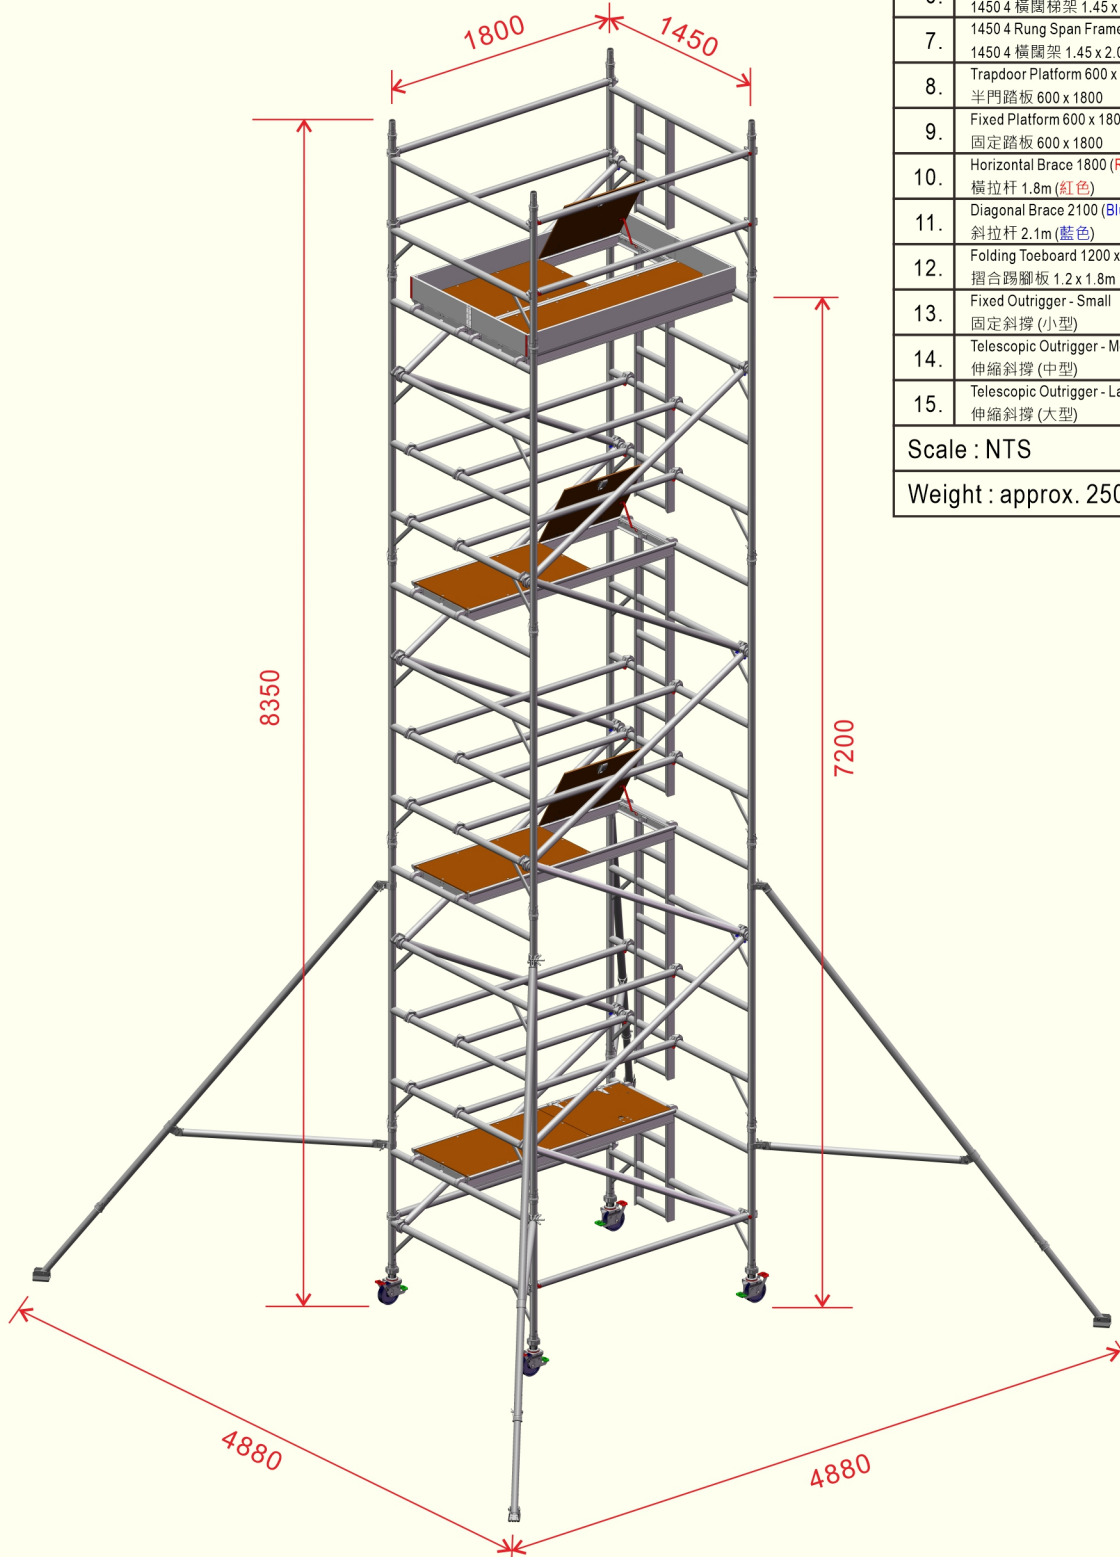 1800
1450
8350
7200
4880
4880
1450 4 橫闊梯架 1.45 x
7.
1450 4 Rung Span Frame
1450 4 橫闊架 1.45 x 2.0
8.
Trapdoor Platform 600 x
半門踏板 600 x 1800
9.
Fixed Platform 600 x 180
固定踏板 600 x 1800
10.
Horizontal Brace 1800 (R
橫拉杆 1.8m (紅色)
11.
Diagonal Brace 2100 (Blu
斜拉杆 2.1m (藍色)
12.
Folding Toeboard 1200 x
摺合踢腳板 1.2 x 1.8m
13.
Fixed Outrigger - Small
固定斜撐 (小型)
14.
Telescopic Outrigger - M
伸縮斜撐 (中型)
15.
Telescopic Outrigger - La
伸縮斜撐 (大型)
Scale : NTS
Weight : approx. 250